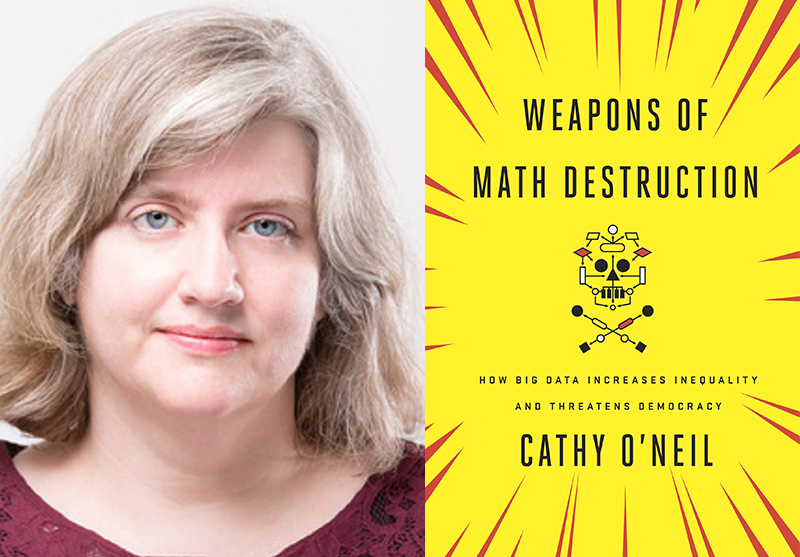 WEAPONS OF
MATH DESTRUCTION
HOW BIG DATA INCREASES INEQUALITY
AND THREATENS DEMOCRACY
CATHY O'NEIL